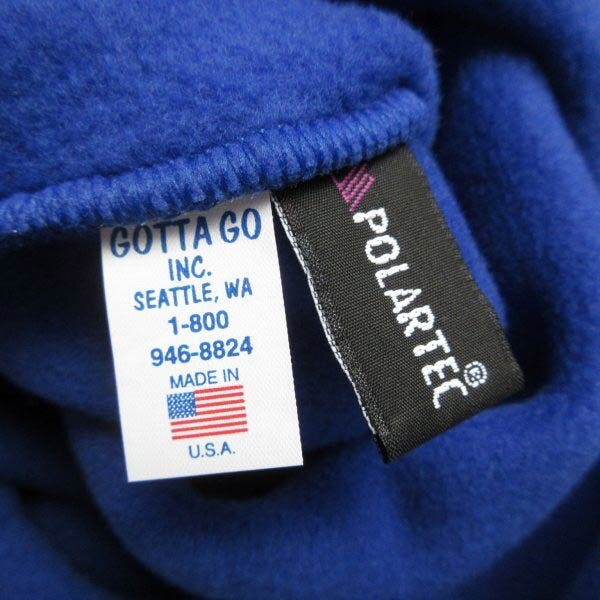 GOTTA GO
INC.
SEATTLE, WA
1-800
946-8824
MADE IN
U.S.A.
POLARTEC®